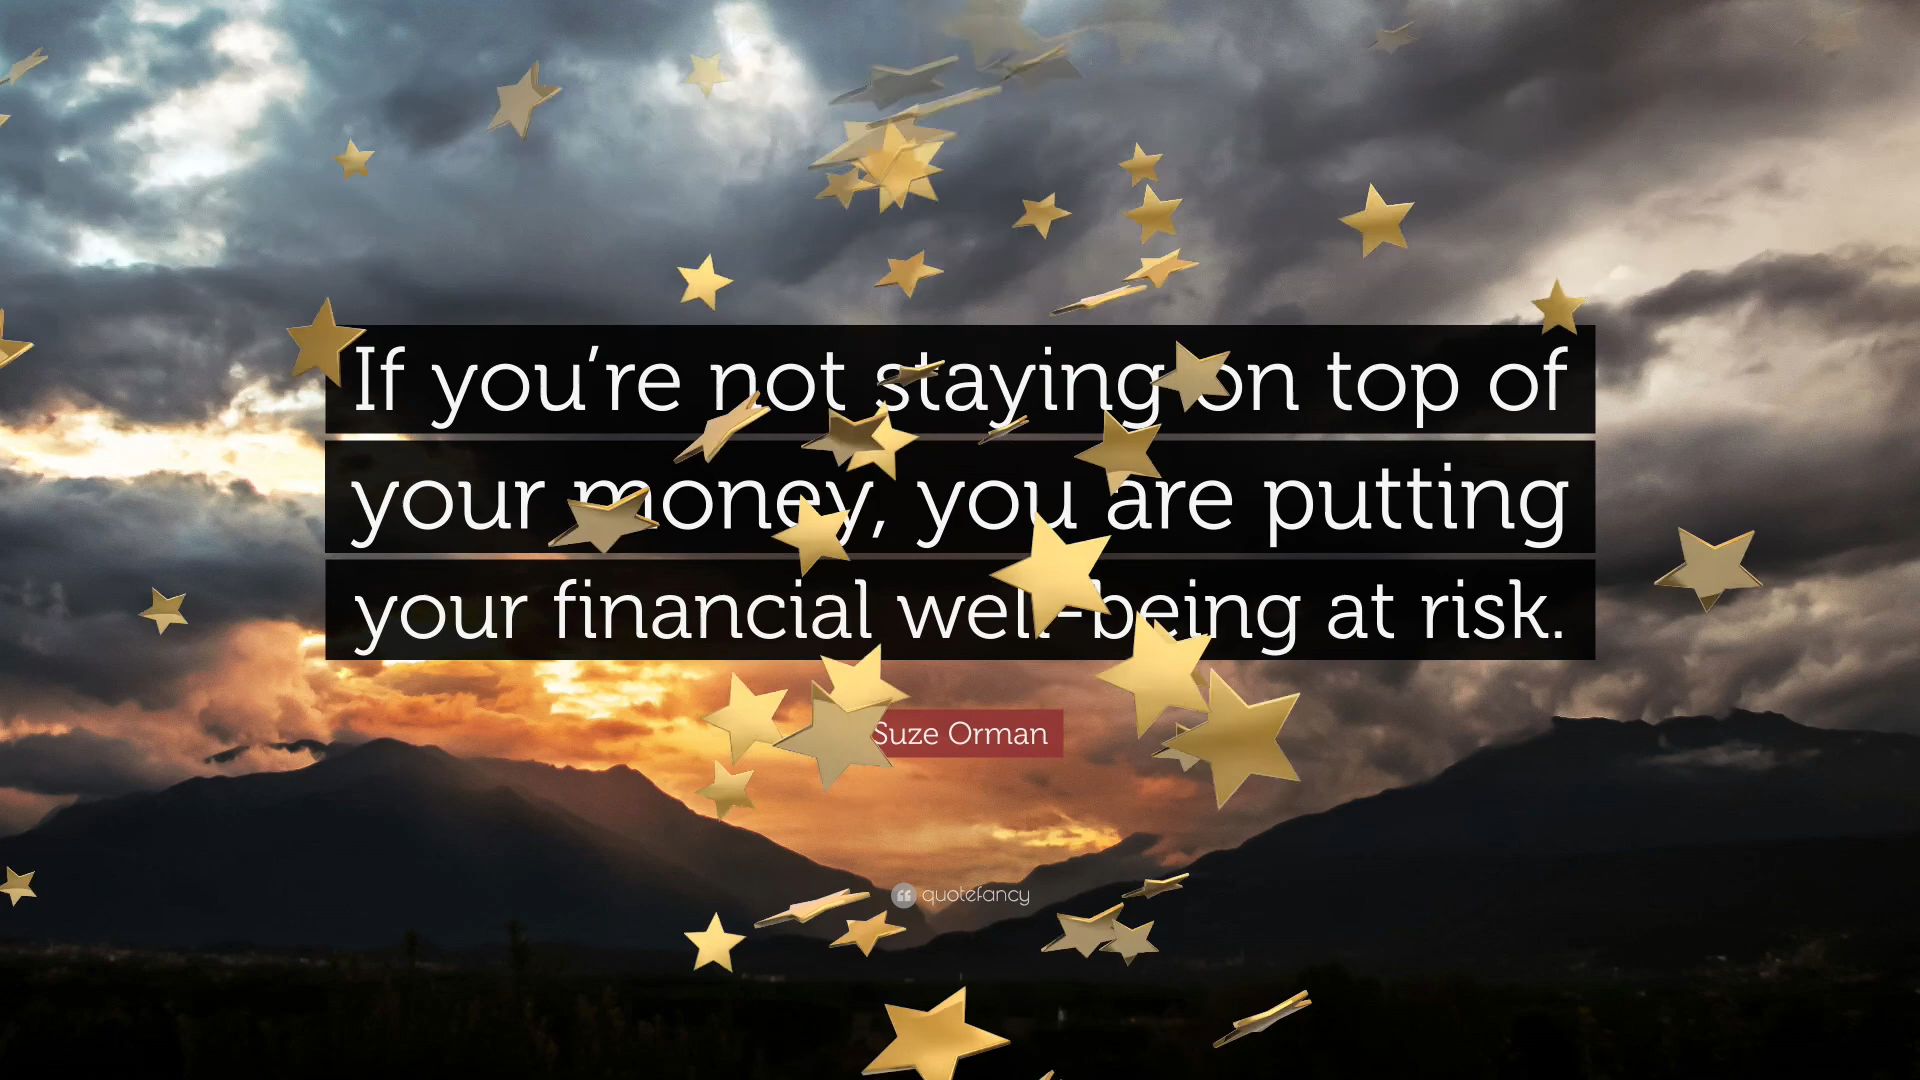 If you’re not staying on top of
your money, you are putting
your financial well-being at risk.
Suze Orman
quotefancy